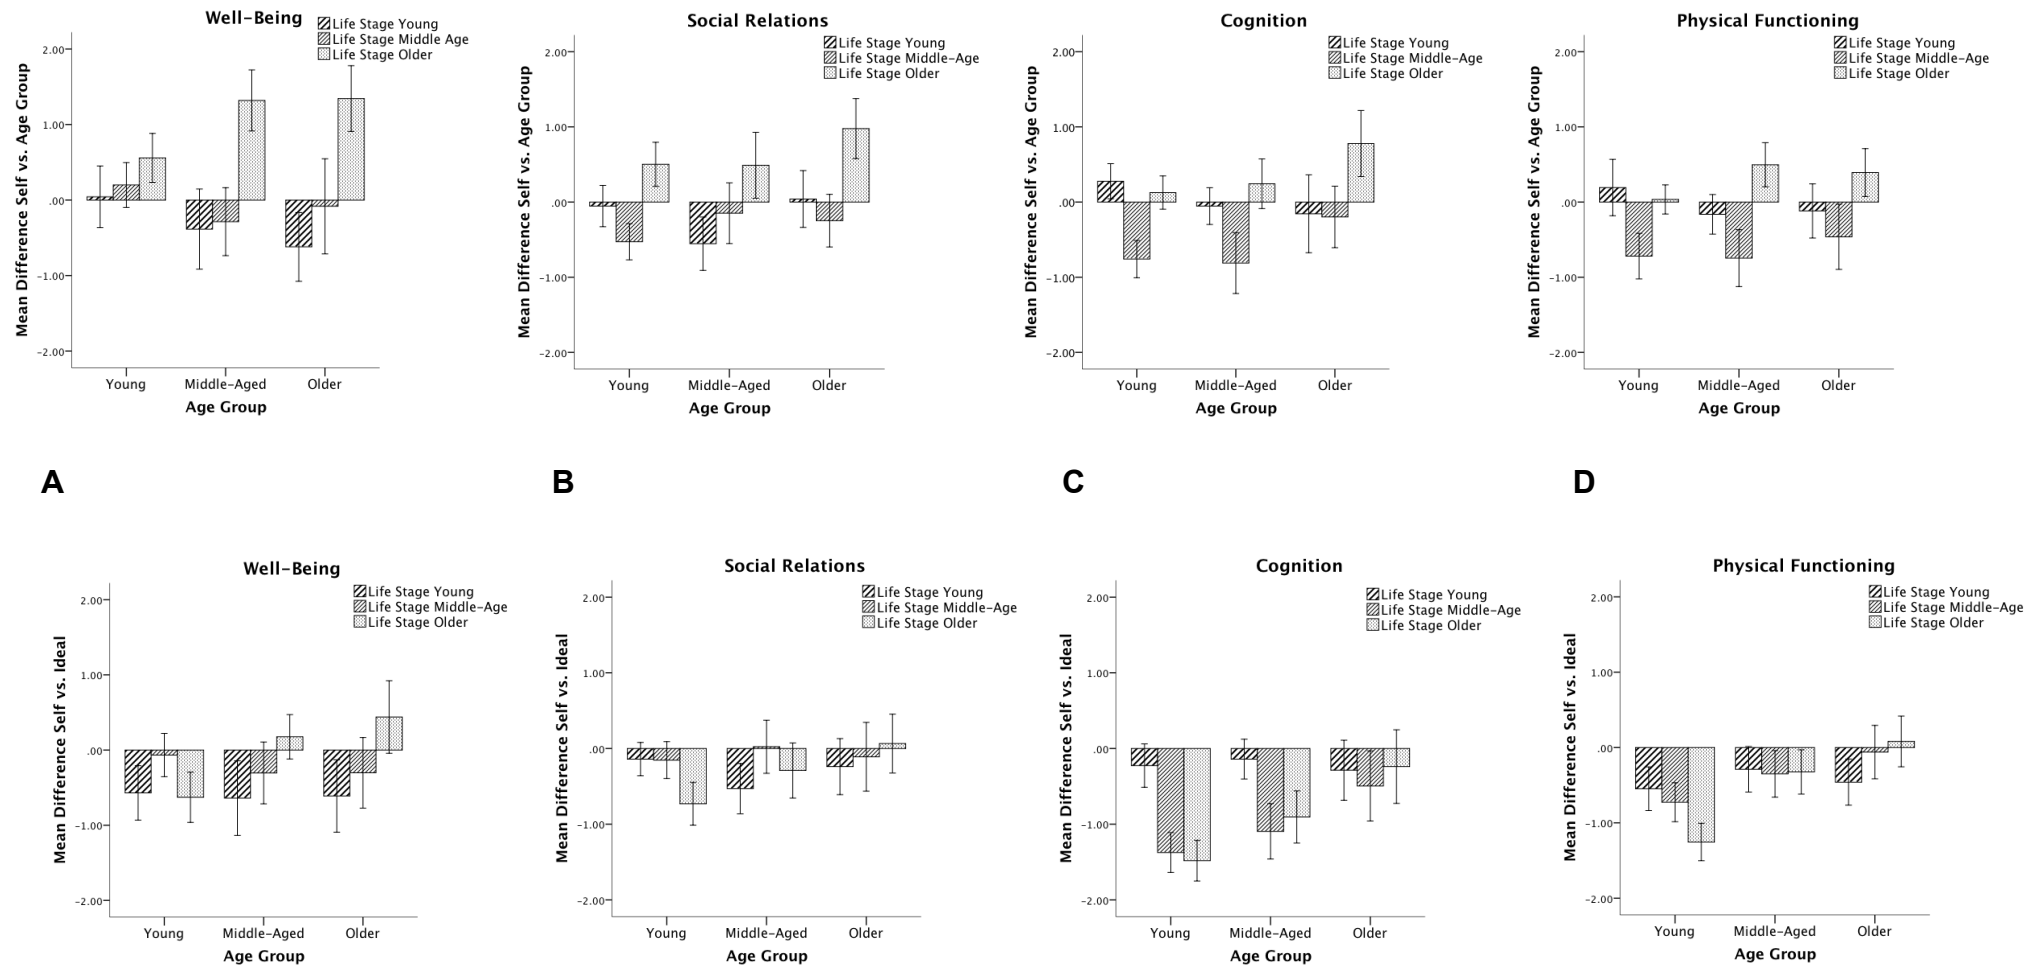 Well-Being
Life Stage Young
Life Stage Middle Age
Life Stage Older
Mean Difference Self vs. Age Group
2.00
1.00
.00
-1.00
-2.00
Young
Middle-Aged
Older
Age Group
Social Relations
Life Stage Young
Life Stage Middle-Age
Life Stage Older
Mean Difference Self vs. Age Group
2.00
1.00
.00
-1.00
-2.00
Young
Middle-Aged
Older
Age Group
Cognition
Life Stage Young
Life Stage Middle-Age
Life Stage Older
Mean Difference Self vs. Age Group
2.00
1.00
.00
-1.00
-2.00
Young
Middle-Aged
Older
Age Group
Physical Functioning
Life Stage Young
Life Stage Middle-Age
Life Stage Older
Mean Difference Self vs. Age Group
2.00
1.00
.00
-1.00
-2.00
Young
Middle-Aged
Older
Age Group
A
B
C
D
Well-Being
Life Stage Young
Life Stage Middle-Age
Life Stage Older
Mean Difference Self vs. Ideal
2.00
1.00
.00
-1.00
-2.00
Young
Middle-Aged
Older
Age Group
Social Relations
Life Stage Young
Life Stage Middle-Age
Life Stage Older
Mean Difference Self vs. Ideal
2.00
1.00
.00
-1.00
-2.00
Young
Middle-Aged
Older
Age Group
Cognition
Life Stage Young
Life Stage Middle-Age
Life Stage Older
Mean Difference Self vs. Ideal
2.00
1.00
.00
-1.00
-2.00
Young
Middle-Aged
Older
Age Group
Physical Functioning
Life Stage Young
Life Stage Middle-Age
Life Stage Older
Mean Difference Self vs. Ideal
2.00
1.00
.00
-1.00
-2.00
Young
Middle-Aged
Older
Age Group